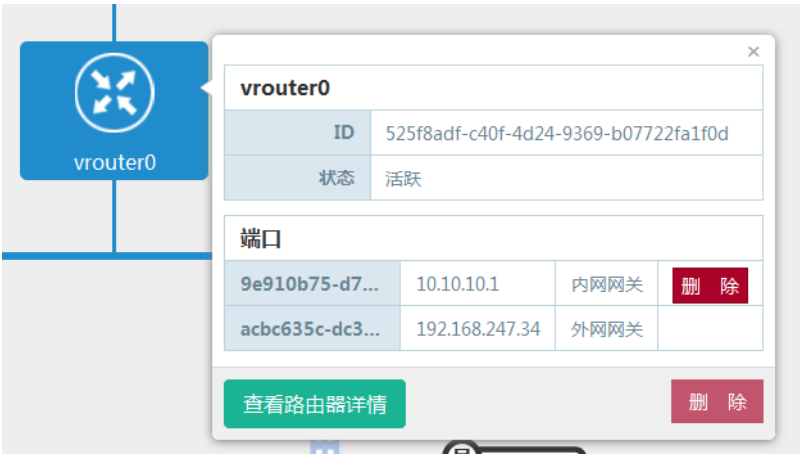 vrouter0
×
vrouter0
ID 525f8adf-c40f-4d24-9369-b07722fa1f0d
状态 活跃
端口
9e910b75-d7... 10.10.10.1 内网网关 删 除
acbc635c-dc3... 192.168.247.34 外网网关
查看路由器详情 删 除